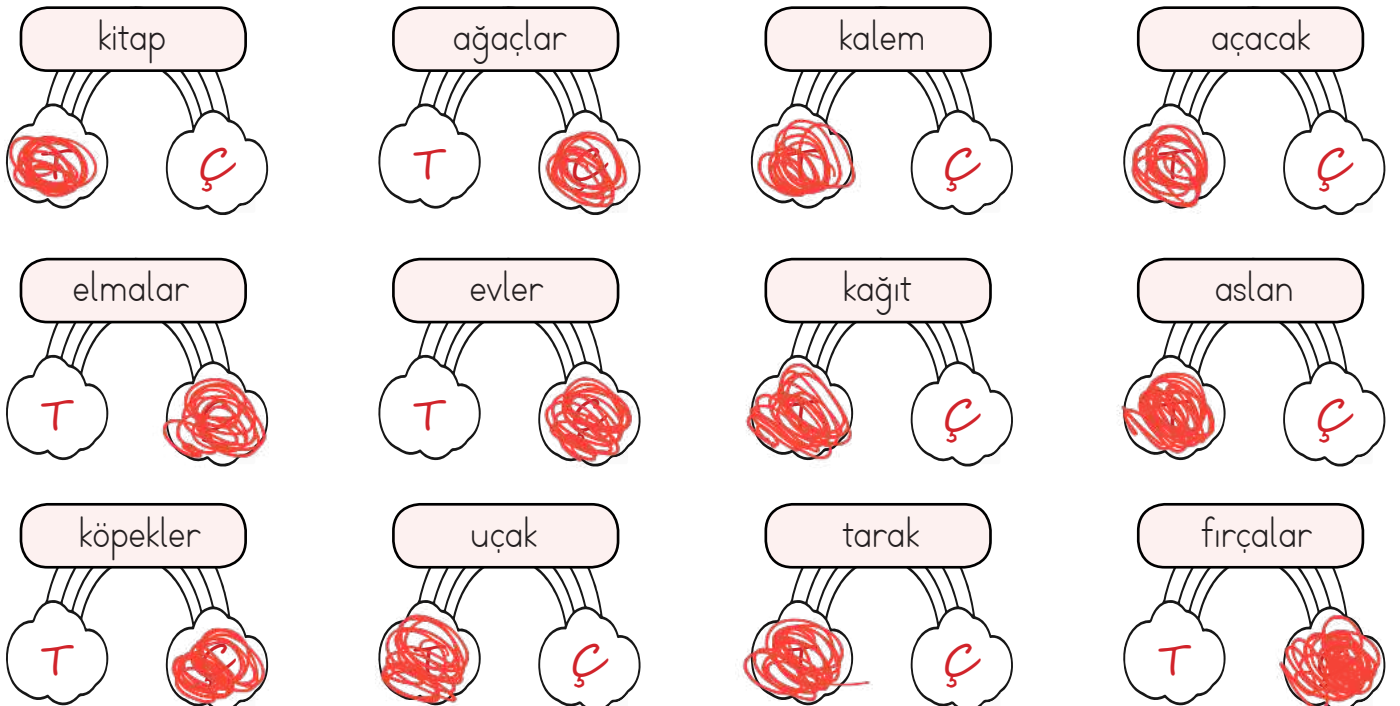 kitap ağaçlar kalem açacak
T Ç T Ç T Ç T Ç
elmalar evler kağıt aslan
T T Ç T Ç T Ç
köpekler uçak tarak fırçalar
T Ç T Ç T Ç T